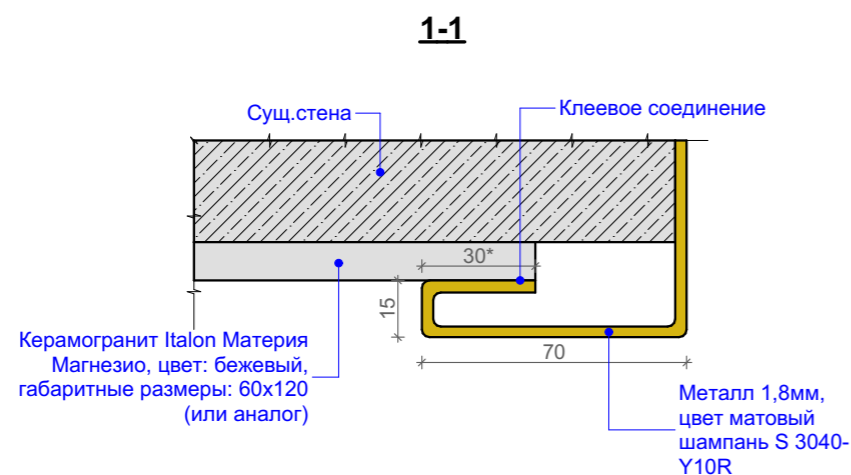 1-1
Сущ.стена
Клеевое соединение
30*
15
70
Керамогранит Italon Материя
Магнезио, цвет: бежевый,
габаритные размеры: 60x120
(или аналог)
Металл 1,8мм,
цвет матовый
шампань S 3040-
Y10R